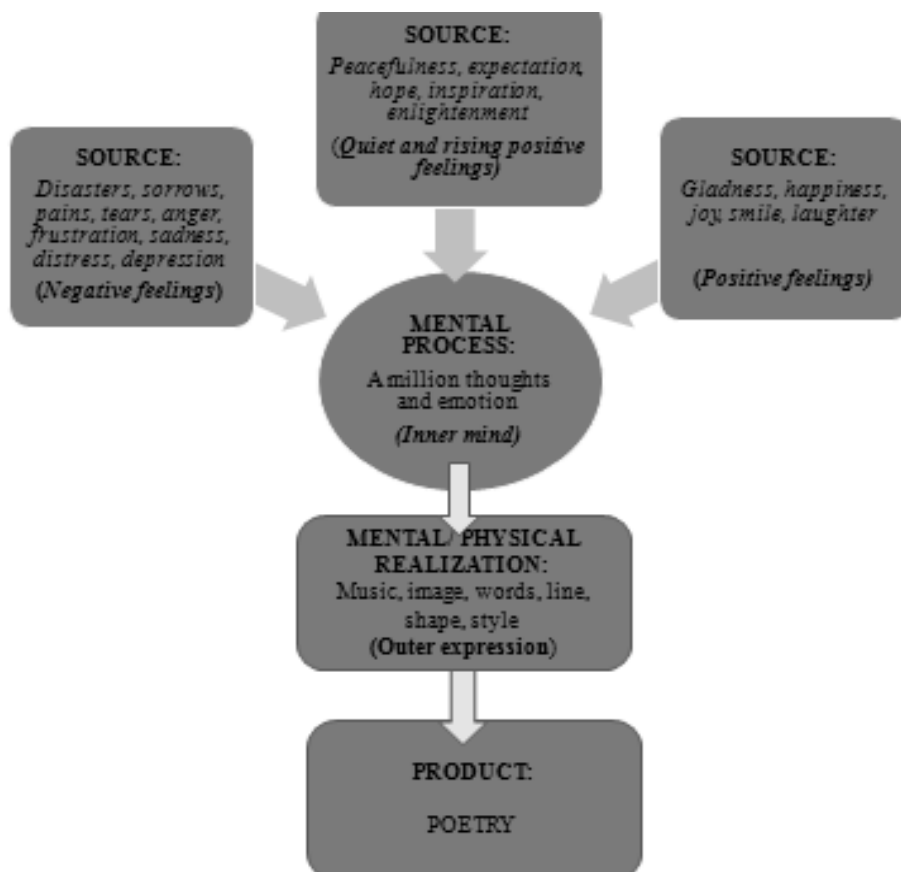 SOURCE:
Peacefulness, expectation,
hope, inspiration,
enlightenment
(Quiet and rising positive
feelings)
SOURCE:
Disasters, sorrows,
pains, tears, anger,
frustration, sadness,
distress, depression
(Negative feelings)
SOURCE:
Gladness, happiness,
joy, smile, laughter
(Positive feelings)
MENTAL
PROCESS:
A million thoughts
and emotion
(Inner mind)
MENTAL/ PHYSICAL
REALIZATION:
Music, image, words, line,
shape, style
(Outer expression)
PRODUCT:
POETRY